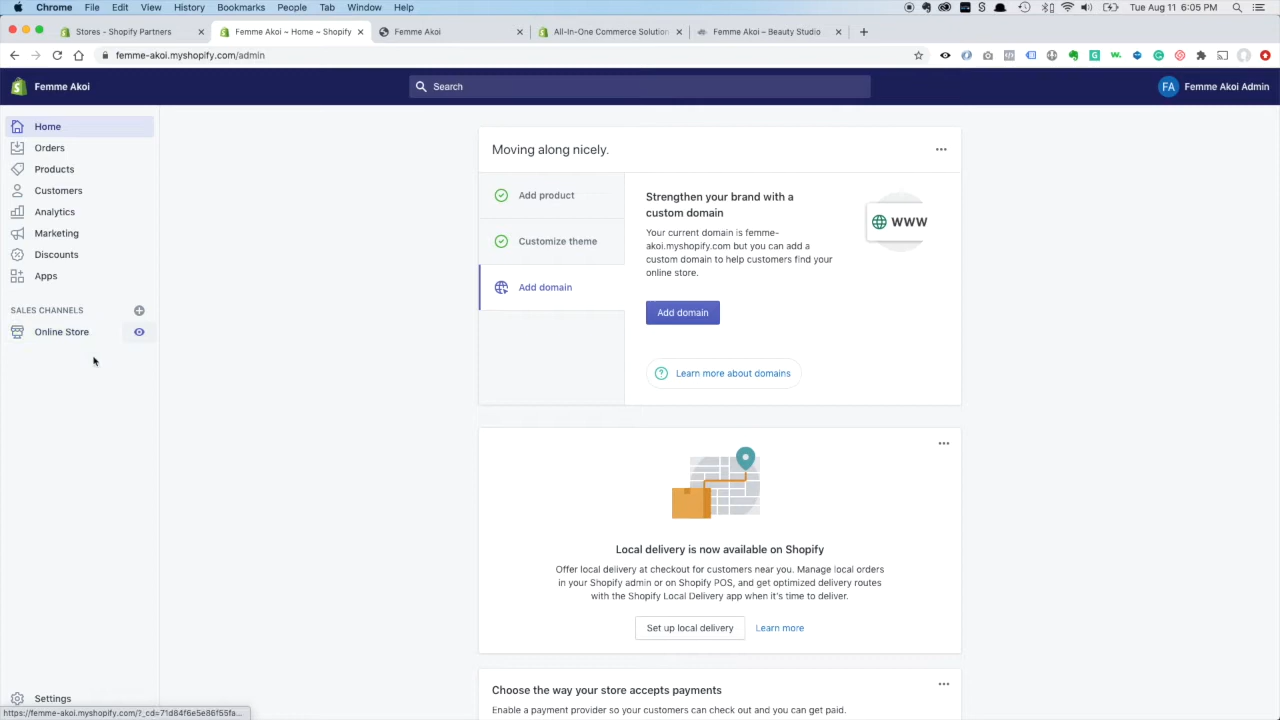 Chrome File Edit View History Bookmarks People Tab Window Help Tue Aug 11 6:05 PM
Stores - Shopify Partners
Femme Akoi ~ Home ~ Shopify
Femme Akoi
All-In-One Commerce Solution
Femme Akoi – Beauty Studio
femme-akoi.myshopify.com/admin
Femme Akoi
Search
FA Femme Akoi Admin
Home
Orders
Products
Customers
Analytics
Marketing
Discounts
Apps
SALES CHANNELS
Online Store
Settings
Moving along nicely.
Add product
Customize theme
Add domain
Strengthen your brand with a
custom domain
Your current domain is femme-
akoi.myshopify.com but you can add a
custom domain to help customers find your
online store.
WWW
Add domain
Learn more about domains
Local delivery is now available on Shopify
Offer local delivery at checkout for customers near you. Manage local orders
in your Shopify admin or on Shopify POS, and get optimized delivery routes
with the Shopify Local Delivery app when it's time to deliver.
Set up local delivery
Learn more
Choose the way your store accepts payments
Enable a payment provider so your customers can check out and you can get paid.